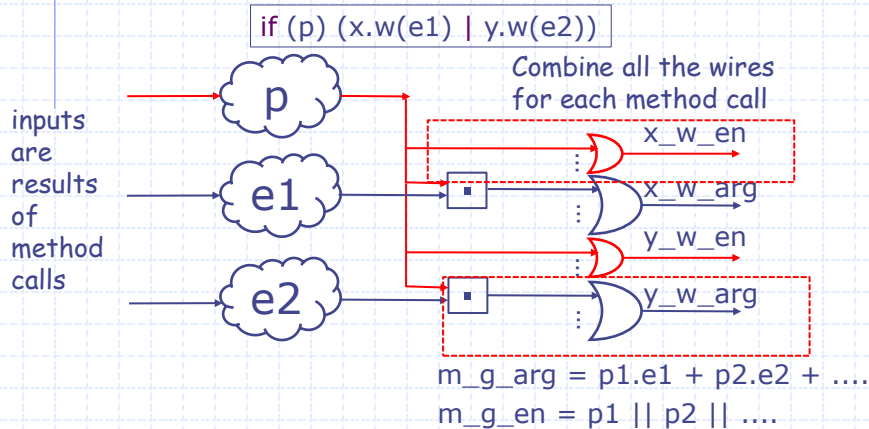 if (p) (x.w(e1) | y.w(e2))
Combine all the wires
for each method call
inputs
are
results
of
method
calls
p
e1
e2
x_w_en
x_w_arg
y_w_en
y_w_arg
m_g_arg = p1.e1 + p2.e2 + ....
m_g_en = p1 || p2 || ....